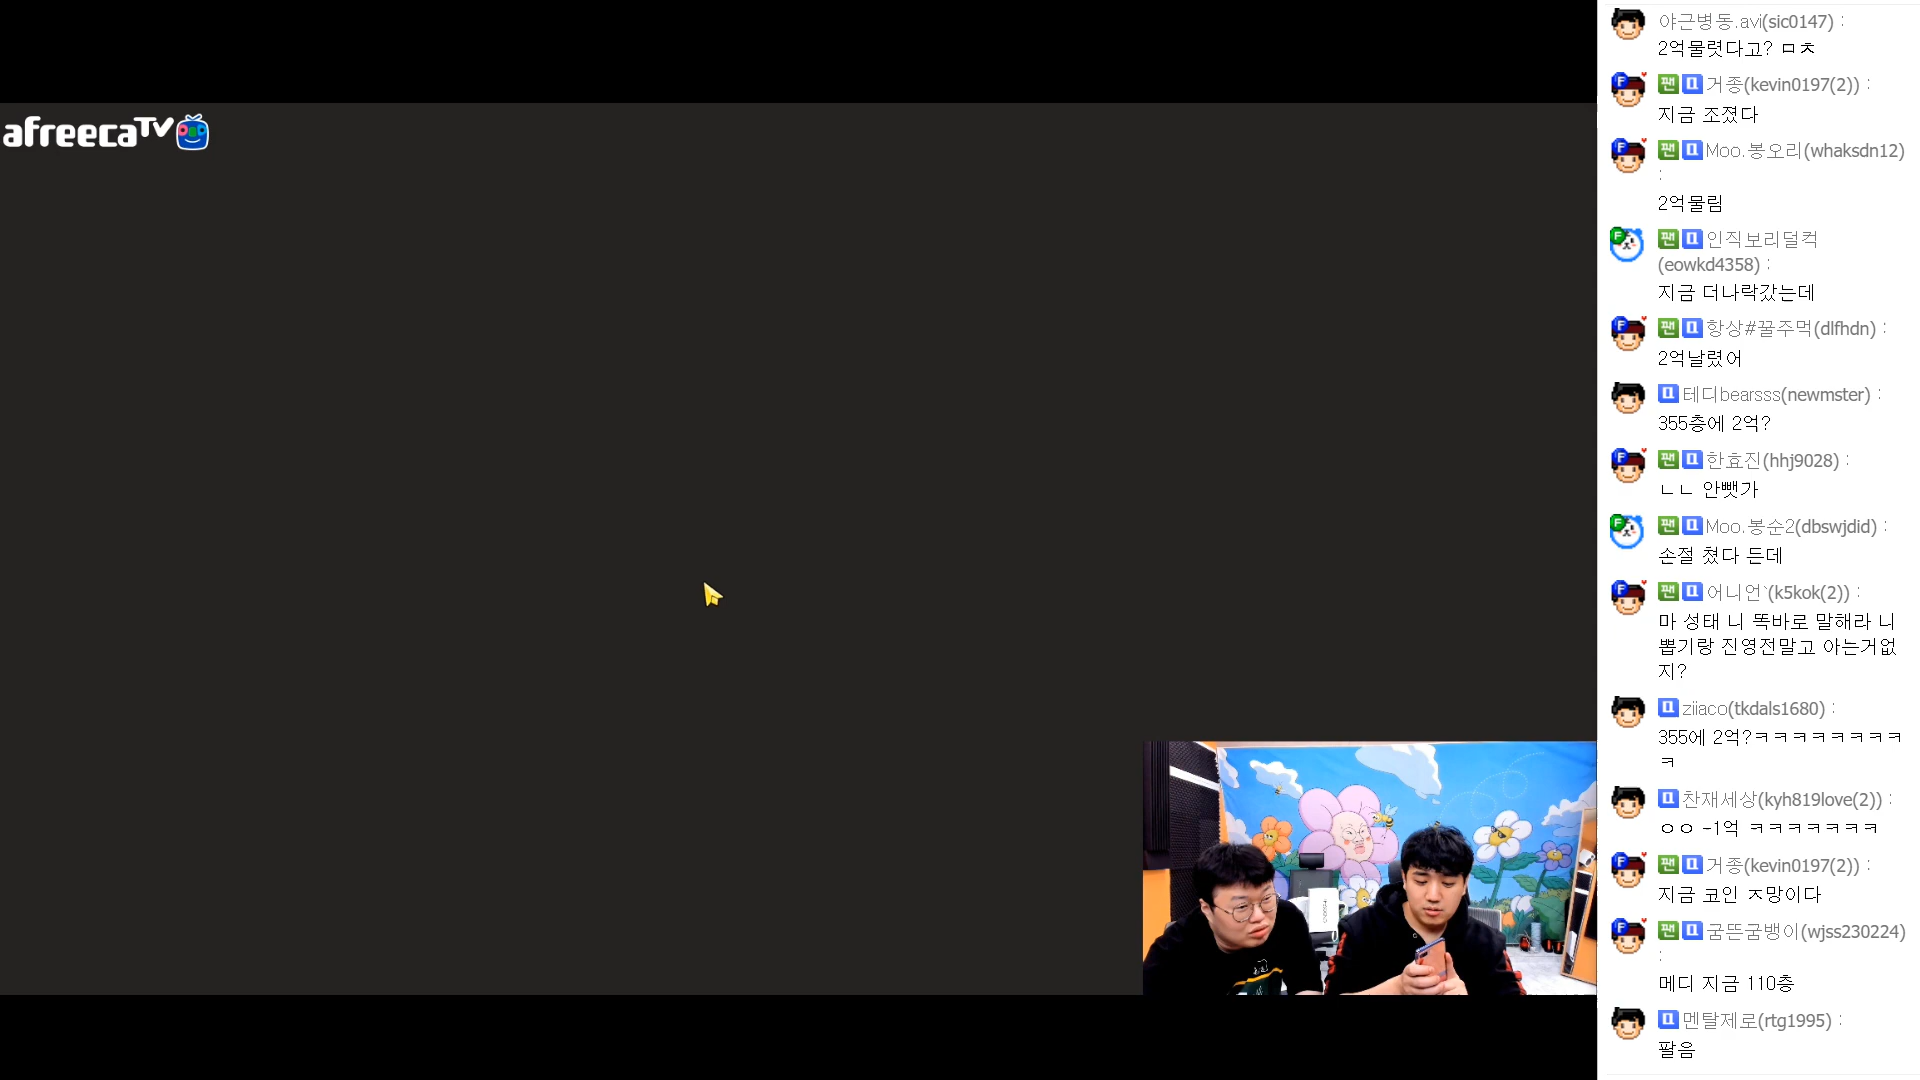 afreecaTV
야근병동.avi(sic0147) :
2억물렷다고? ㅁㅊ
팬 거종(kevin0197(2)) :
지금 조졌다
팬 Moo.봉오리(whaksdn12)
:
2억물림
팬 인직보리덜컥
(eowkd4358) :
지금 더나락갔는데
팬 항상#꿀주먹(dlfhdn) :
2억날렸어
테디bearsss(newmster) :
355층에 2억?
팬 한효진(hhj9028) :
ㄴㄴ 안뺏가
팬 Moo.봉순2(dbswjdid) :
손절 쳤다 든데
팬 어니언`(k5kok(2)) :
마 성태 니 똑바로 말해라 니
뽑기랑 진영전말고 아는거없
지?
ziiaco(tkdals1680) :
355에 2억?ㅋㅋㅋㅋㅋㅋㅋㅋ
ㅋ
찬재세상(kyh819love(2)) :
ㅇㅇ -1억 ㅋㅋㅋㅋㅋㅋㅋ
팬 거종(kevin0197(2)) :
지금 코인 ㅈ망이다
팬 굼뜬굼뱅이(wjss230224)
:
메디 지금 110층
멘탈제로(rtg1995) :
팔음